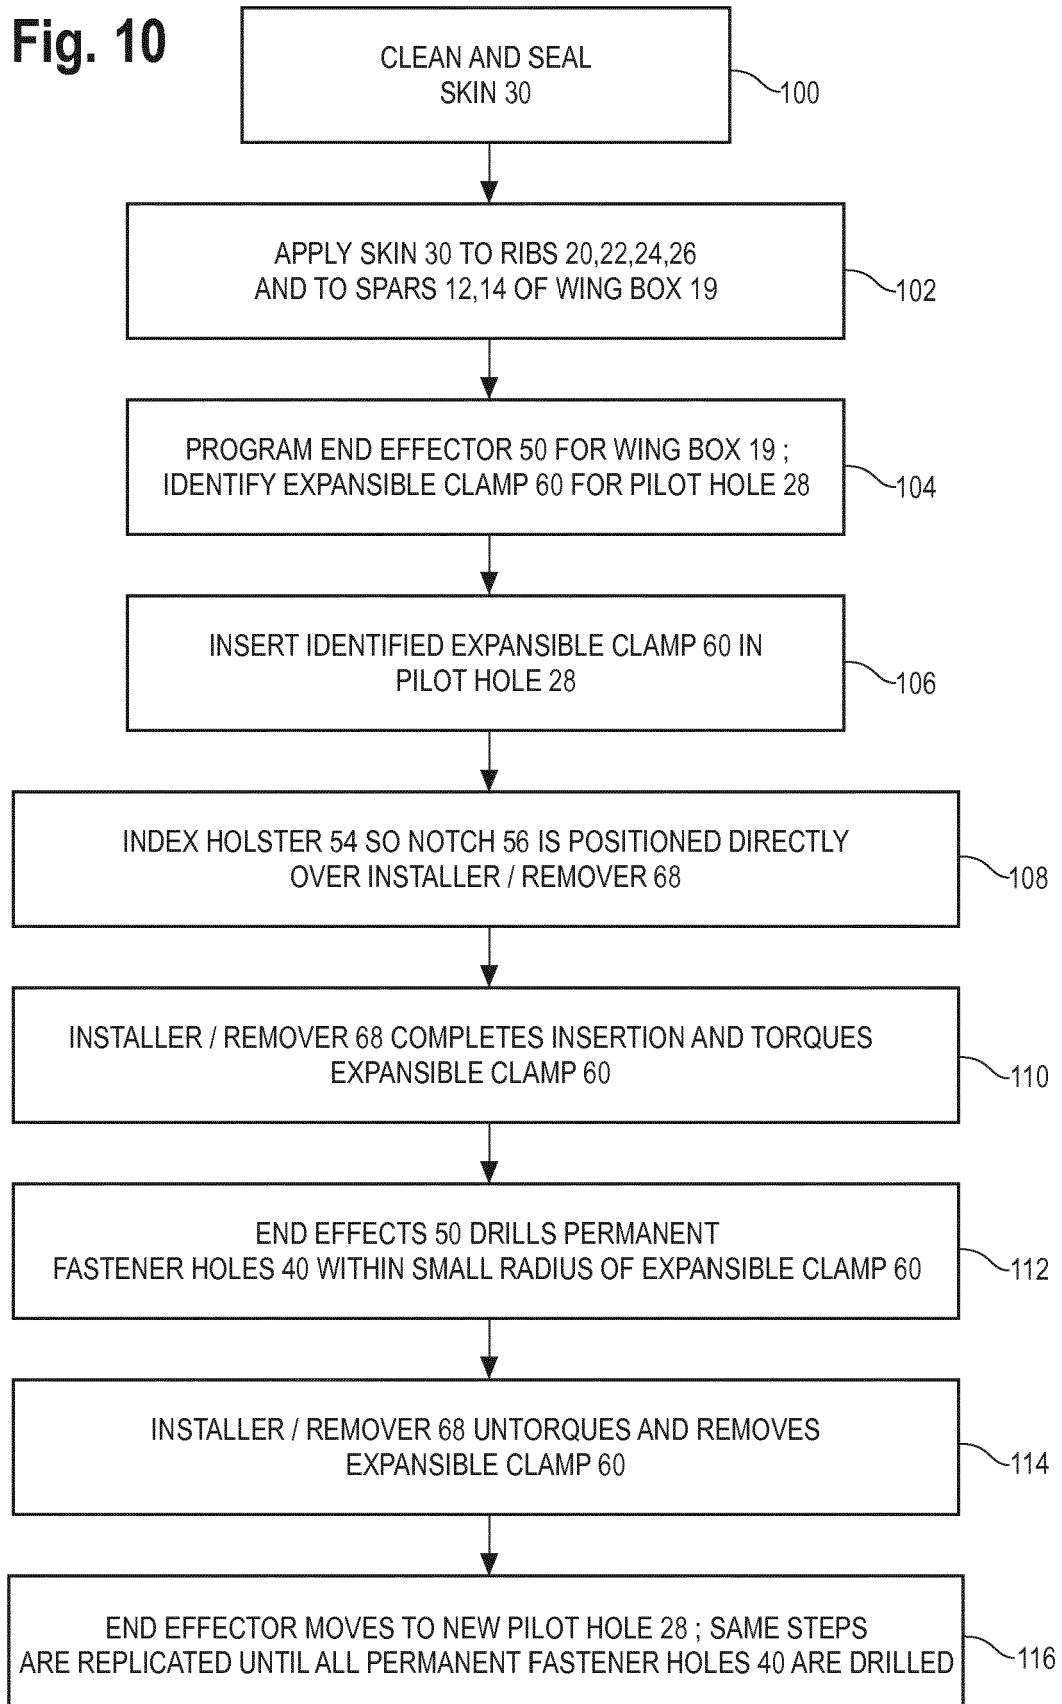 Fig. 10
CLEAN AND SEAL
SKIN 30
100
APPLY SKIN 30 TO RIBS 20,22,24,26
AND TO SPARS 12,14 OF WING BOX 19
102
PROGRAM END EFFECTOR 50 FOR WING BOX 19 ;
IDENTIFY EXPANSIBLE CLAMP 60 FOR PILOT HOLE 28
104
INSERT IDENTIFIED EXPANSIBLE CLAMP 60 IN
PILOT HOLE 28
106
INDEX HOLSTER 54 SO NOTCH 56 IS POSITIONED DIRECTLY
OVER INSTALLER / REMOVER 68
108
INSTALLER / REMOVER 68 COMPLETES INSERTION AND TORQUES
EXPANSIBLE CLAMP 60
110
END EFFECTS 50 DRILLS PERMANENT
FASTENER HOLES 40 WITHIN SMALL RADIUS OF EXPANSIBLE CLAMP 60
112
INSTALLER / REMOVER 68 UNTORQUES AND REMOVES
EXPANSIBLE CLAMP 60
114
END EFFECTOR MOVES TO NEW PILOT HOLE 28 ; SAME STEPS
ARE REPLICATED UNTIL ALL PERMANENT FASTENER HOLES 40 ARE DRILLED
116